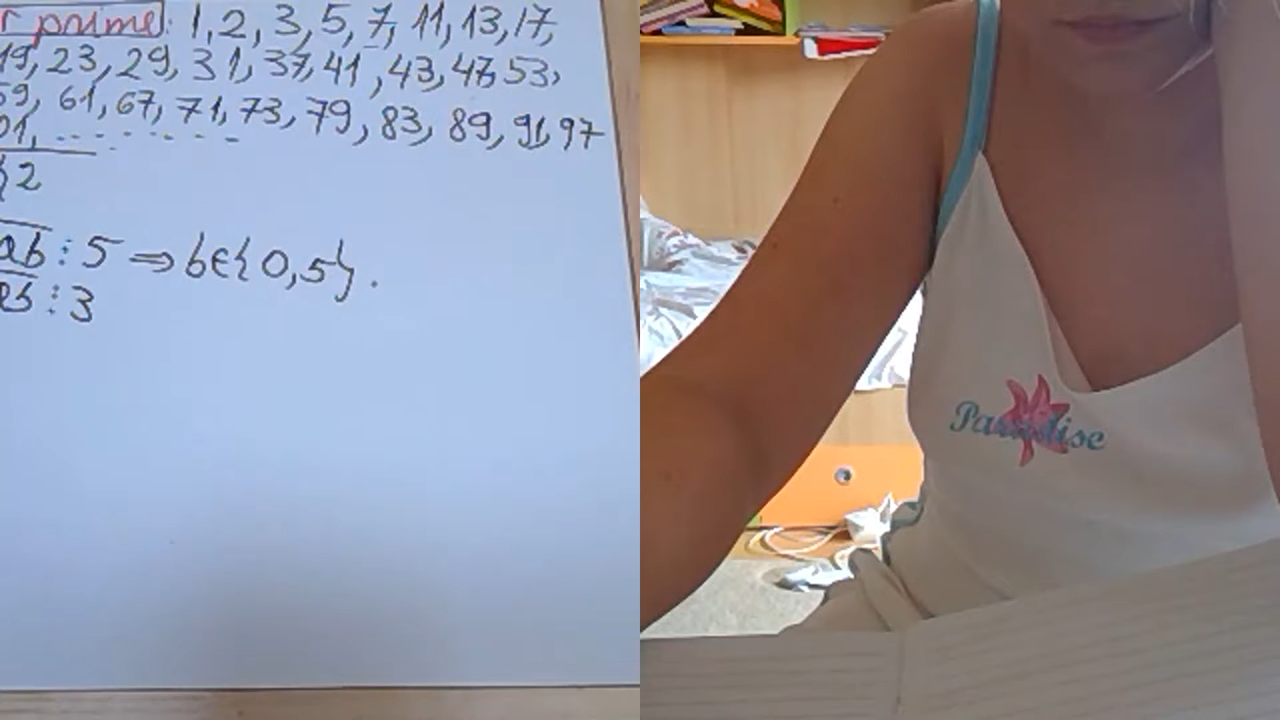 r prime: 1, 2, 3, 5, 7, 11, 13, 17,
19, 23, 29, 31, 37, 41, 43, 47, 53,
59, 61, 67, 71, 73, 79, 83, 89, 91, 97
01, . . . . . . . .
2
ab ⋮ 5 ⇒ b∈{0,5}.
⋮ 3
Paradise